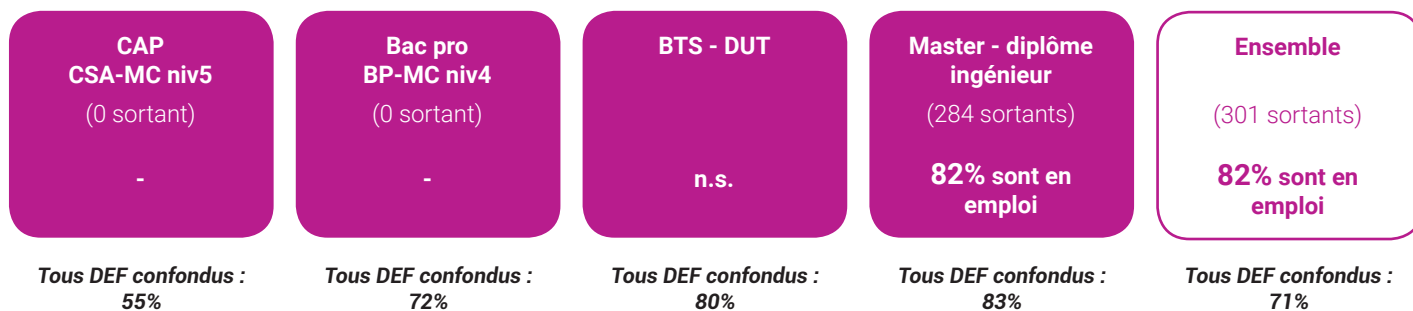 CAP
CSA-MC niv5
(0 sortant)
-
Tous DEF confondus :
55%
Bac pro
BP-MC niv4
(0 sortant)
-
Tous DEF confondus :
72%
BTS - DUT
n.s.
Tous DEF confondus :
80%
Master - diplôme
ingénieur
(284 sortants)
82% sont en
emploi
Tous DEF confondus :
83%
Ensemble
(301 sortants)
82% sont en
emploi
Tous DEF confondus :
71%